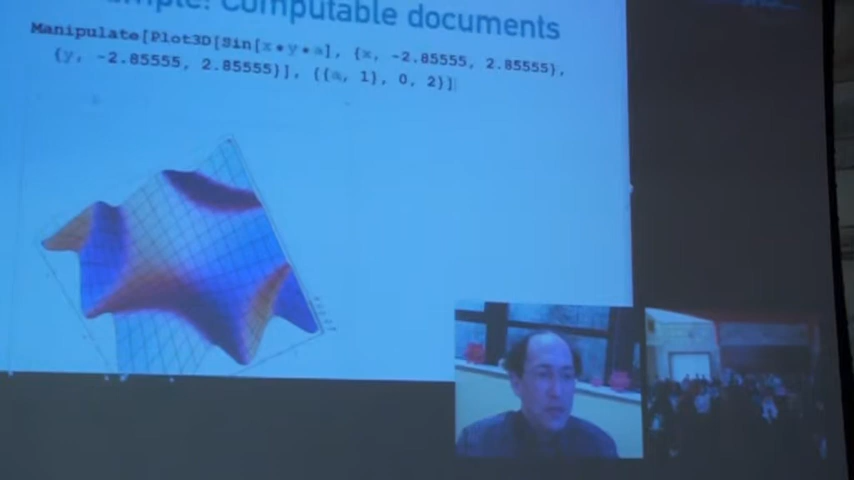 Computable documents
Manipulate[Plot3D[Sin[x*y*a], {x, -2.85555, 2.85555},
{y, -2.85555, 2.85555}], {{a, 1}, 0, 2}]